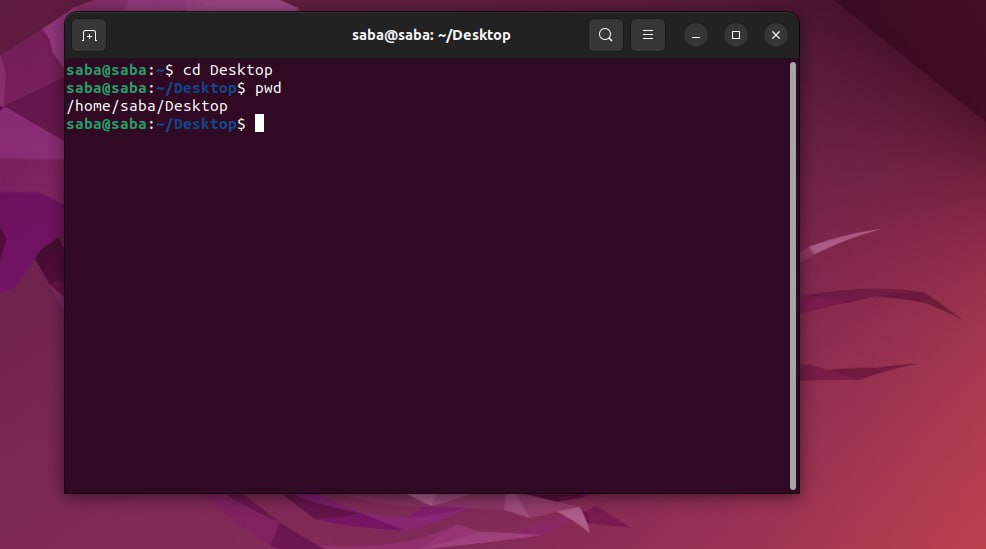 saba@saba: ~/Desktop
saba@saba:~$ cd Desktop
saba@saba:~/Desktop$ pwd
/home/saba/Desktop
saba@saba:~/Desktop$